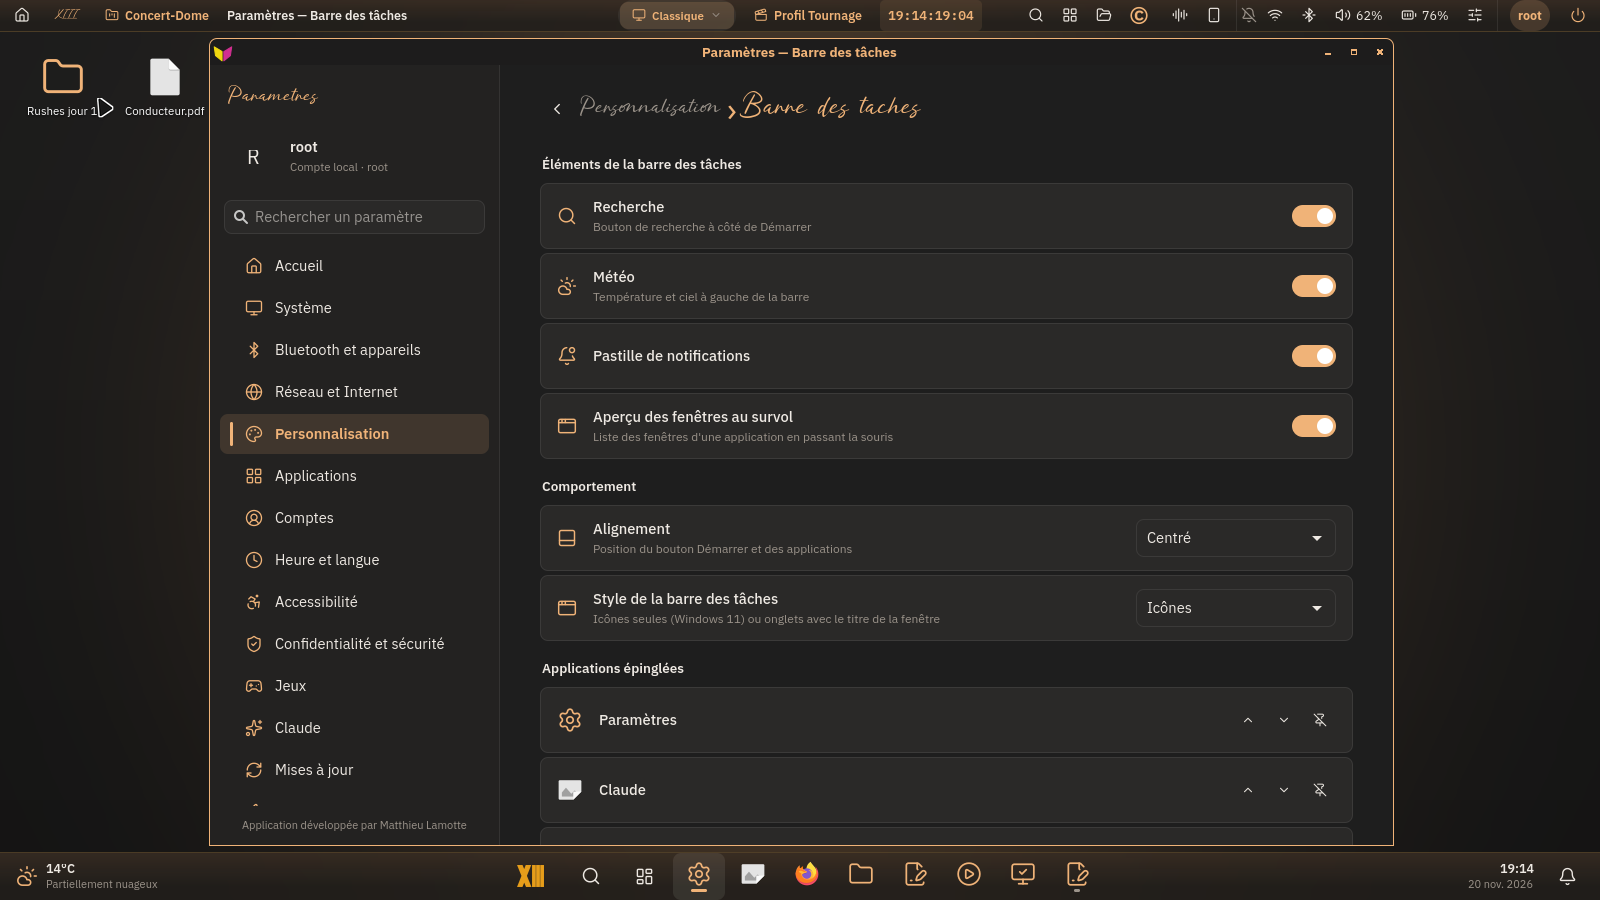 Concert-Dome
Paramètres — Barre des tâches
Classique
Profil Tournage
19:14:19:04
62%
76%
root
Rushes jour 1
Conducteur.pdf
Paramètres — Barre des tâches
Parametres
R
root
Compte local · root
Rechercher un paramètre
Accueil
Système
Bluetooth et appareils
Réseau et Internet
Personnalisation
Applications
Comptes
Heure et langue
Accessibilité
Confidentialité et sécurité
Jeux
Claude
Mises à jour
Application développée par Matthieu Lamotte
Personnalisation › Barre des taches
Éléments de la barre des tâches
Recherche
Bouton de recherche à côté de Démarrer
Météo
Température et ciel à gauche de la barre
Pastille de notifications
Aperçu des fenêtres au survol
Liste des fenêtres d'une application en passant la souris
Comportement
Alignement
Position du bouton Démarrer et des applications
Centré
Style de la barre des tâches
Icônes seules (Windows 11) ou onglets avec le titre de la fenêtre
Icônes
Applications épinglées
Paramètres
Claude
14°C
Partiellement nuageux
XIII
19:14
20 nov. 2026